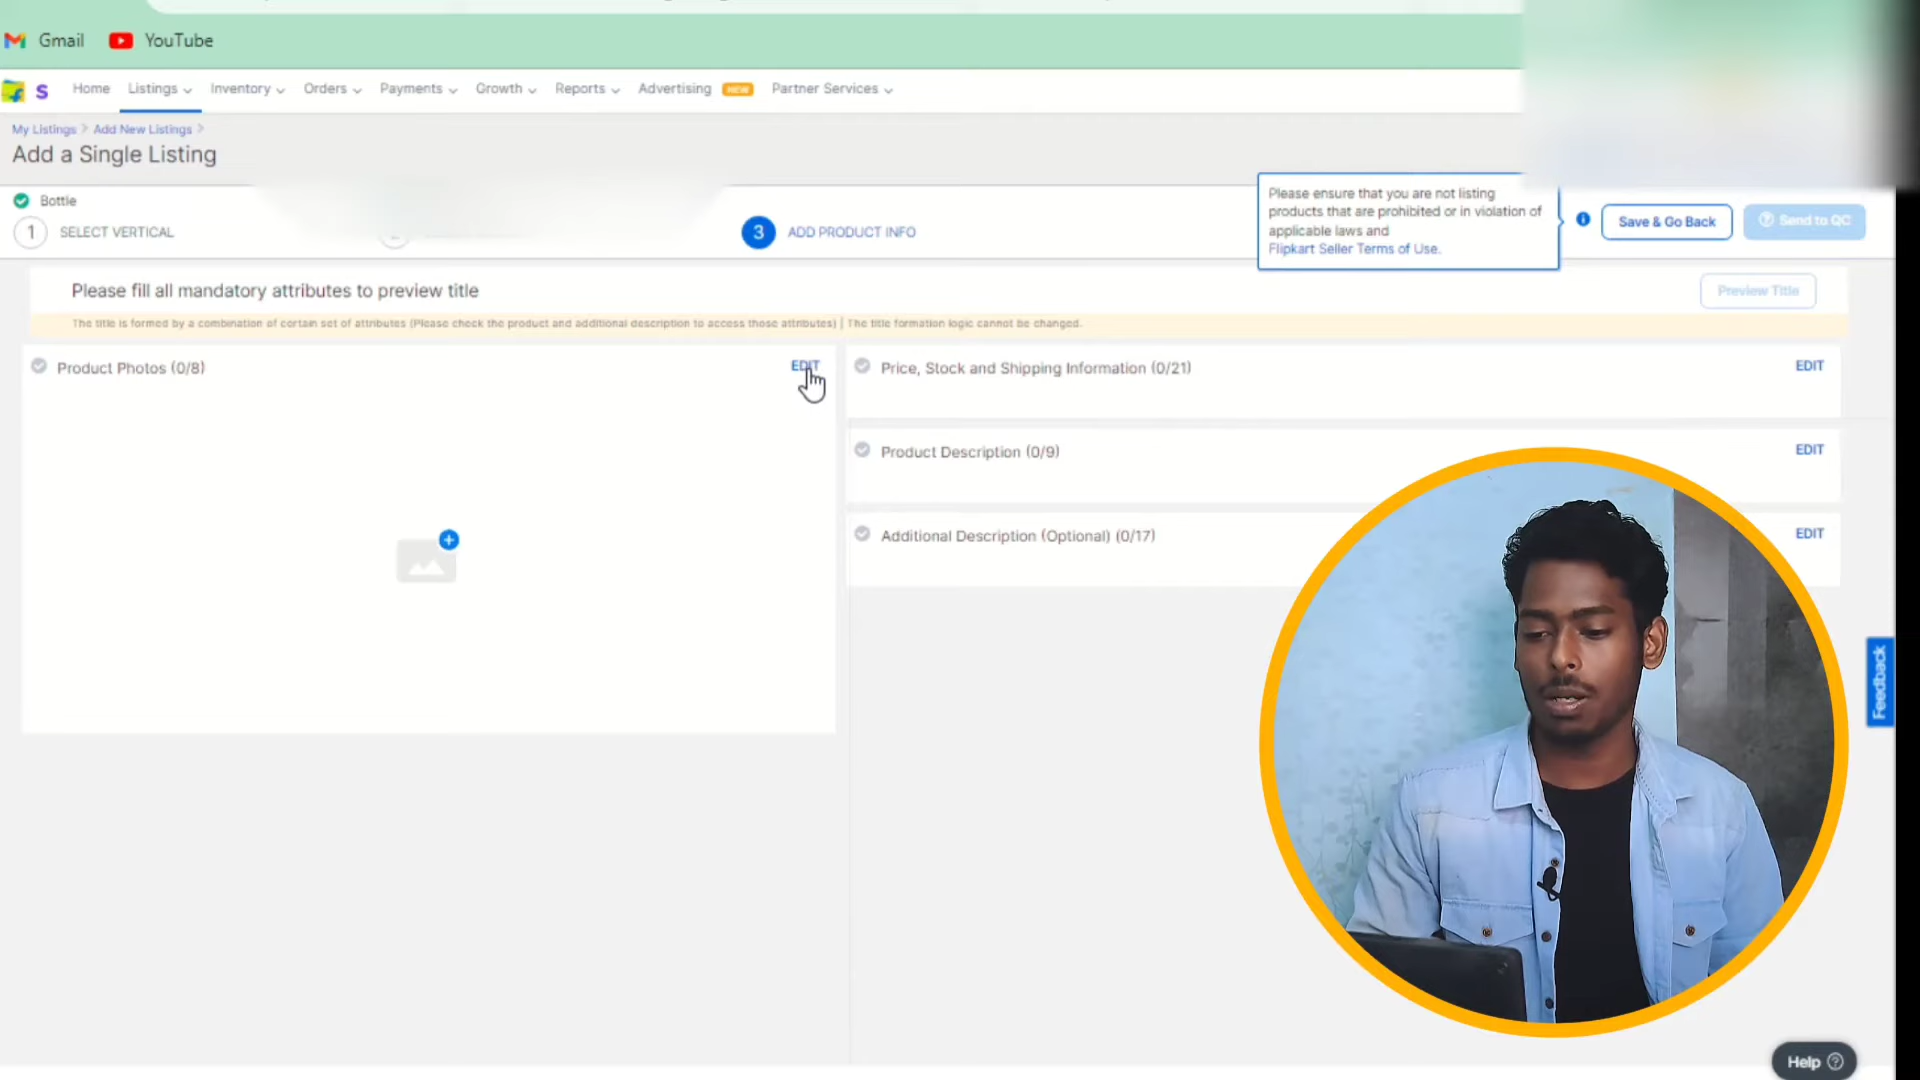 Gmail YouTube
S Home Listings Inventory Orders Payments Growth Reports Advertising NEW Partner Services
My Listings > Add New Listings >
Add a Single Listing
Bottle
1 SELECT VERTICAL
3 ADD PRODUCT INFO
Please ensure that you are not listing
products that are prohibited or in violation of
applicable laws and
Flipkart Seller Terms of Use.
Save & Go Back
Send to QC
Please fill all mandatory attributes to preview title
Preview Title
The title is formed by a combination of certain set of attributes (Please check the product and additional description to access those attributes) | The title formation logic cannot be changed.
Product Photos (0/8) EDIT
Price, Stock and Shipping Information (0/21) EDIT
Product Description (0/9) EDIT
Additional Description (Optional) (0/17) EDIT
Feedback
Help